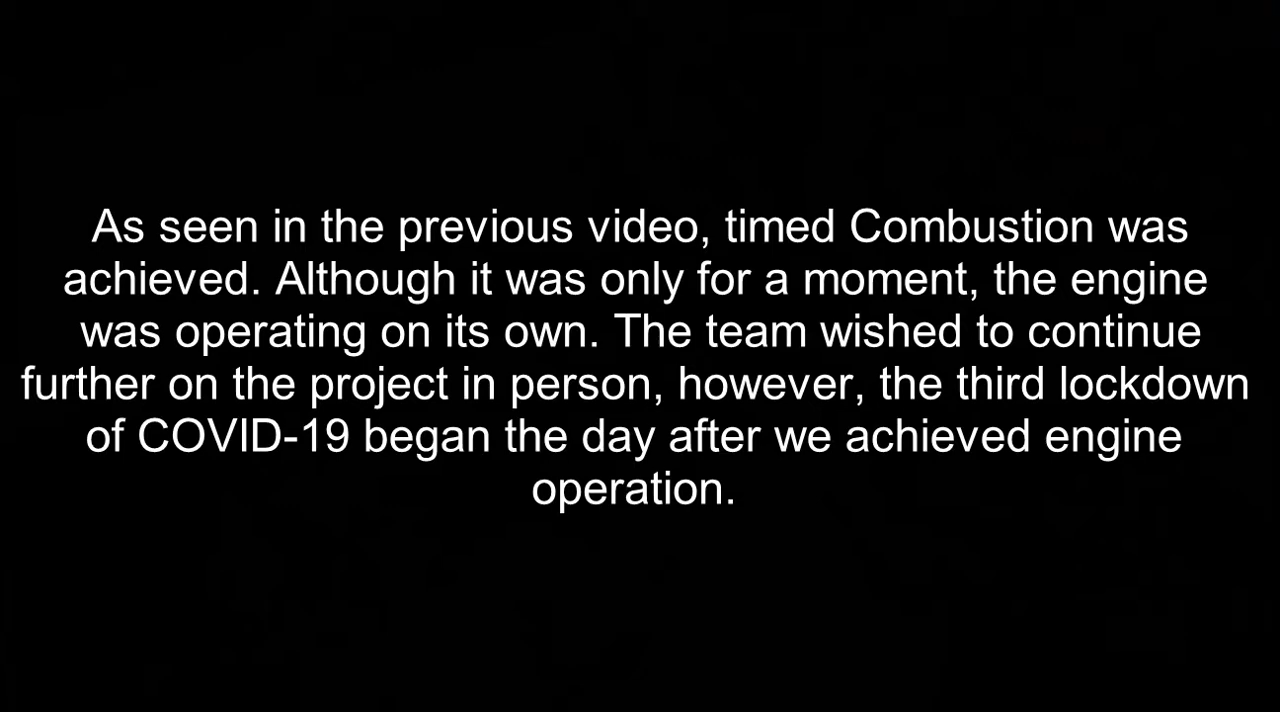 As seen in the previous video, timed Combustion was
achieved. Although it was only for a moment, the engine
was operating on its own. The team wished to continue
further on the project in person, however, the third lockdown
of COVID-19 began the day after we achieved engine
operation.